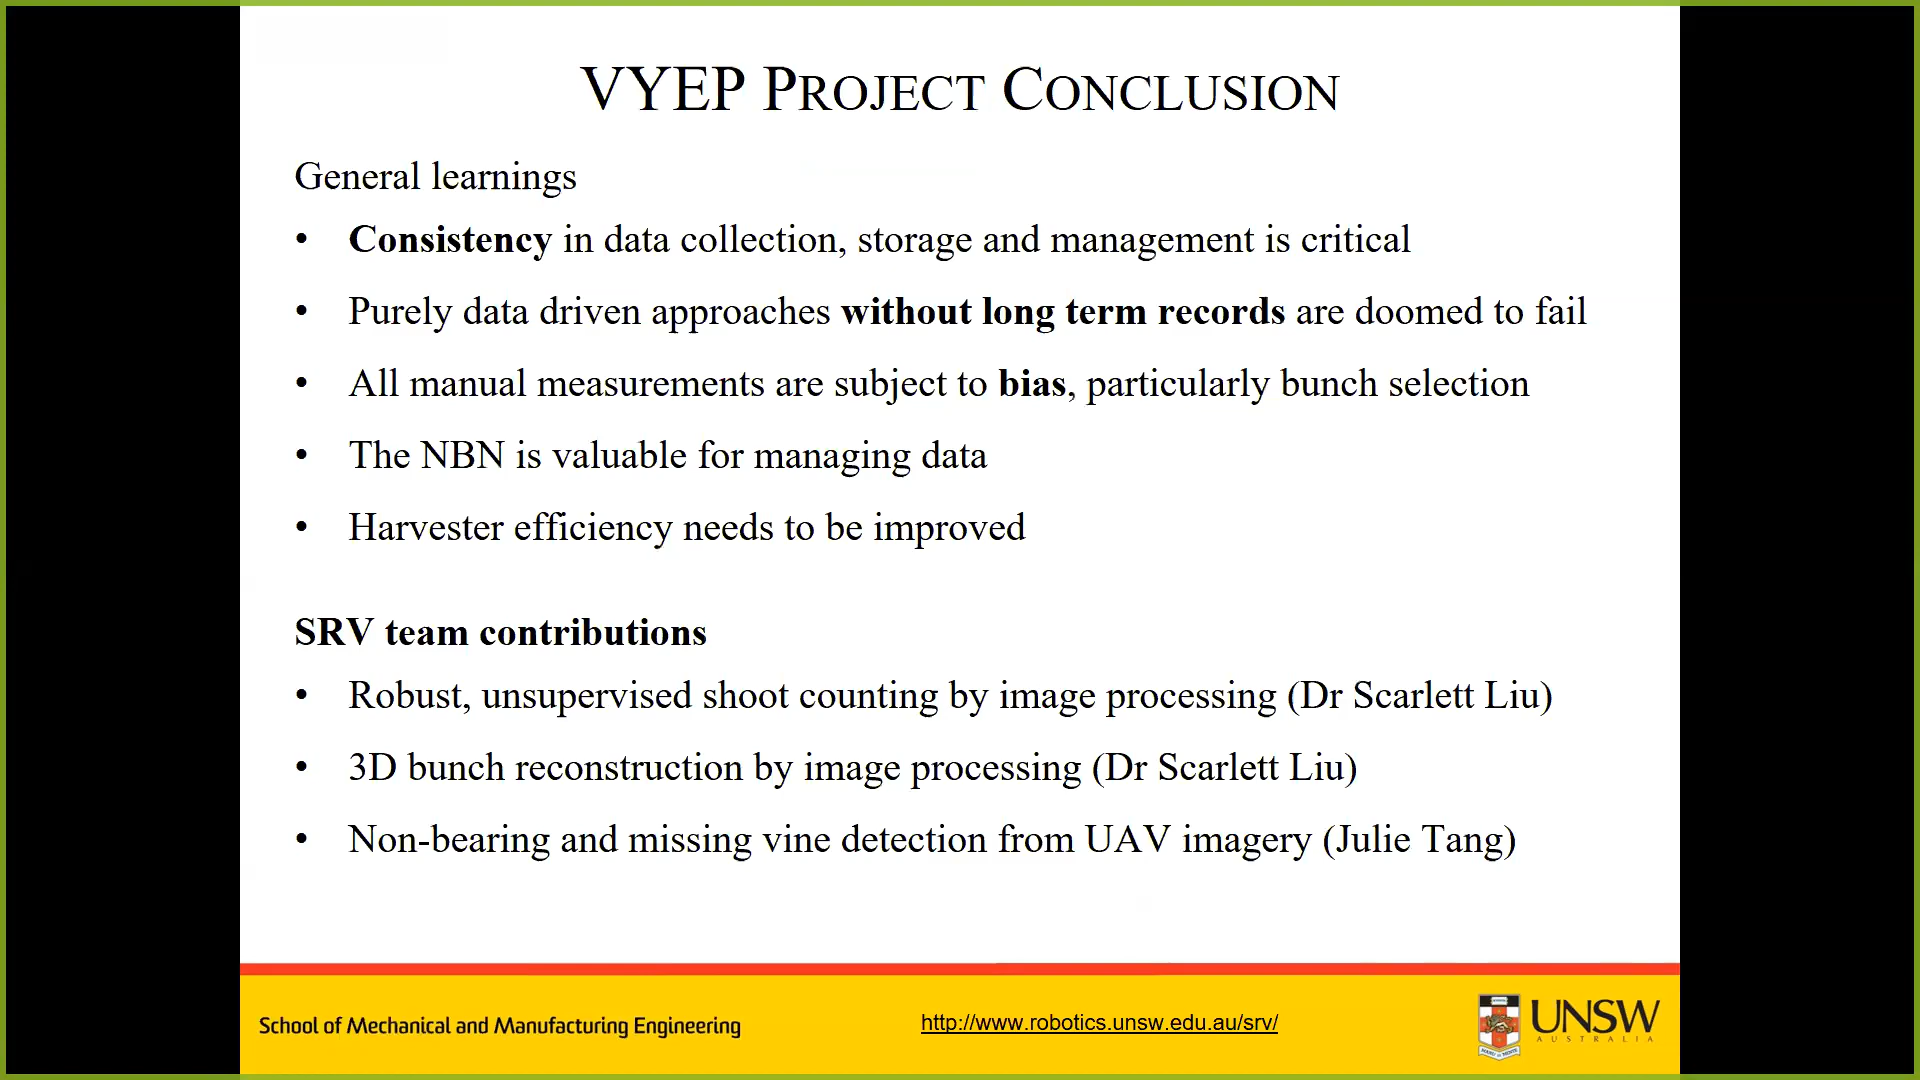 VYEP PROJECT CONCLUSION
General learnings
• Consistency in data collection, storage and management is critical
• Purely data driven approaches without long term records are doomed to fail
• All manual measurements are subject to bias, particularly bunch selection
• The NBN is valuable for managing data
• Harvester efficiency needs to be improved
SRV team contributions
• Robust, unsupervised shoot counting by image processing (Dr Scarlett Liu)
• 3D bunch reconstruction by image processing (Dr Scarlett Liu)
• Non-bearing and missing vine detection from UAV imagery (Julie Tang)
School of Mechanical and Manufacturing Engineering
http://www.robotics.unsw.edu.au/srv/
UNSW
AUSTRALIA